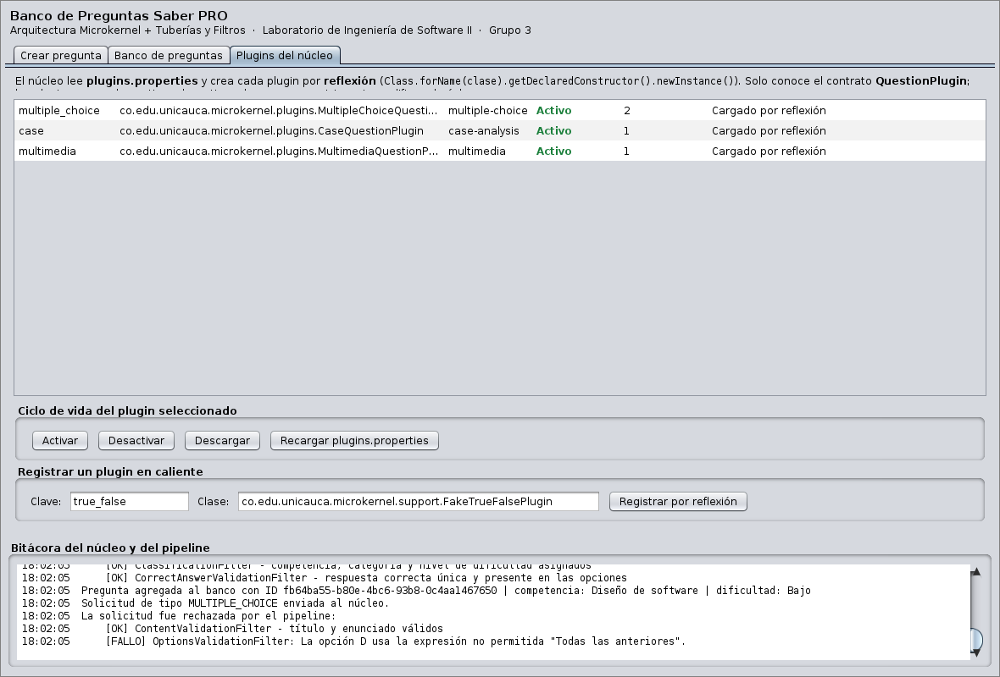 Banco de Preguntas Saber PRO
Arquitectura Microkernel + Tuberías y Filtros · Laboratorio de Ingeniería de Software II · Grupo 3
Crear pregunta Banco de preguntas Plugins del núcleo
El núcleo lee plugins.properties y crea cada plugin por reflexión (Class.forName(clase).getDeclaredConstructor().newInstance()). Solo conoce el contrato QuestionPlugin;
multiple_choice co.edu.unicauca.microkernel.plugins.MultipleChoiceQuesti... multiple-choice Activo 2 Cargado por reflexión
case co.edu.unicauca.microkernel.plugins.CaseQuestionPlugin case-analysis Activo 1 Cargado por reflexión
multimedia co.edu.unicauca.microkernel.plugins.MultimediaQuestionP... multimedia Activo 1 Cargado por reflexión
Ciclo de vida del plugin seleccionado
Activar Desactivar Descargar Recargar plugins.properties
Registrar un plugin en caliente
Clave: true_false Clase: co.edu.unicauca.microkernel.support.FakeTrueFalsePlugin Registrar por reflexión
Bitácora del núcleo y del pipeline
18:02:05 [OK] ClassificationFilter - competencia, categoría y nivel de dificultad asignados
18:02:05 [OK] CorrectAnswerValidationFilter - respuesta correcta única y presente en las opciones
18:02:05 Pregunta agregada al banco con ID fb64ba55-b80e-4bc6-93b8-0c4aa1467650 | competencia: Diseño de software | dificultad: Bajo
18:02:05 Solicitud de tipo MULTIPLE_CHOICE enviada al núcleo.
18:02:05 La solicitud fue rechazada por el pipeline:
18:02:05 [OK] ContentValidationFilter - título y enunciado válidos
18:02:05 [FALLO] OptionsValidationFilter: La opción D usa la expresión no permitida "Todas las anteriores".